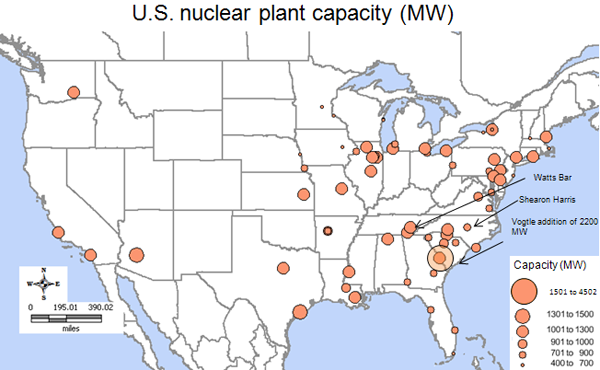 U.S. nuclear plant capacity (MW)
Watts Bar
Shearon Harris
Vogtle addition of 2200
MW
Capacity (MW)
1501 to 4502
1301 to 1500
1001 to 1300
901 to 1000
701 to 900
400 to 700
N
W E
S
0 195.01 390.02
miles